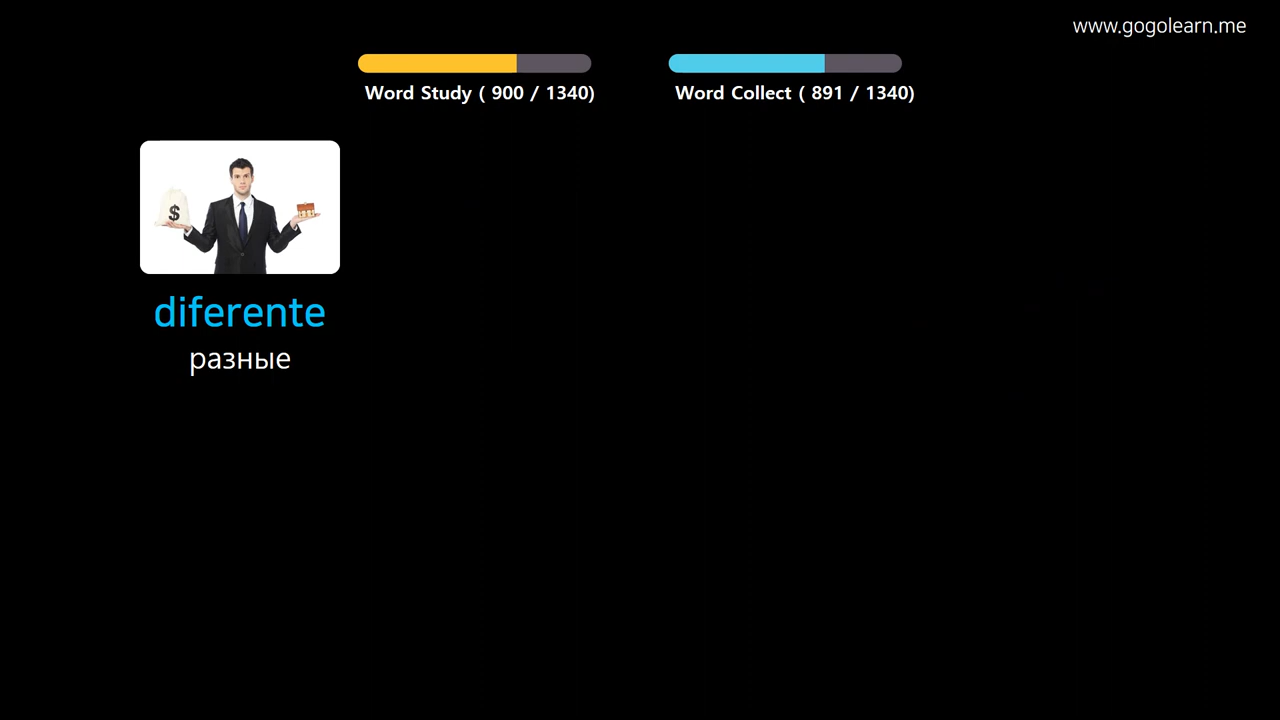 www.gogolearn.me
Word Study ( 900 / 1340)
Word Collect ( 891 / 1340)
$
diferente
разные